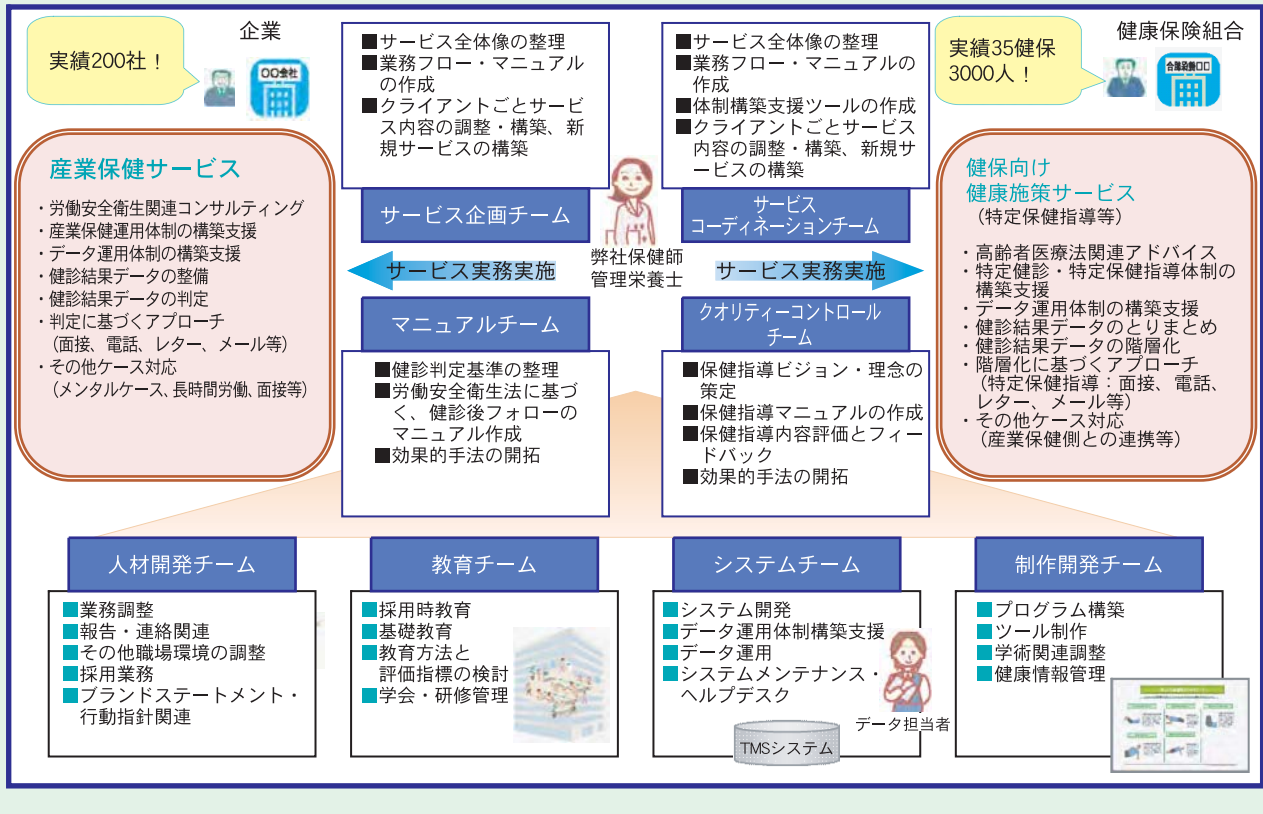 実績200社！
企業
〇〇会社
■サービス全体像の整理
■業務フロー・マニュアル
の作成
■クライアントごとサービ
ス内容の調整・構築、新
規サービスの構築
サービス企画チーム
■サービス全体像の整理
■業務フロー・マニュアルの
作成
■体制構築支援ツールの作成
■クライアントごとサービス
内容の調整・構築、新規サ
ービスの構築
サービス
コーディネーションチーム
実績35健保
3000人！
健康保険組合
産業保健サービス
・労働安全衛生関連コンサルティング
・産業保健運用体制の構築支援
・データ運用体制の構築支援
・健診結果データの整備
・健診結果データの判定
・判定に基づくアプローチ
（面接、電話、レター、メール等）
・その他ケース対応
（メンタルケース、長時間労働、面接等）
サービス実務実施
弊社保健師
管理栄養士
サービス実務実施
健保向け
健康施策サービス
（特定保健指導等）
・高齢者医療法関連アドバイス
・特定健診・特定保健指導体制の
構築支援
・データ運用体制の構築支援
・健診結果データのとりまとめ
・健診結果データの階層化
・階層化に基づくアプローチ
（特定保健指導：面接、電話、
レター、メール等）
・その他ケース対応
（産業保健側との連携等）
マニュアルチーム
■健診判定基準の整理
■労働安全衛生法に基づ
く、健診後フォローの
マニュアル作成
■効果的手法の開拓
クオリティーコントロール
チーム
■保健指導ビジョン・理念の
策定
■保健指導マニュアルの作成
■保健指導内容評価とフィー
ドバック
■効果的手法の開拓
人材開発チーム
■業務調整
■報告・連絡関連
■その他職場環境の調整
■採用業務
■ブランドステートメント・
行動指針関連
教育チーム
■採用時教育
■基礎教育
■教育方法と
評価指標の検討
■学会・研修管理
システムチーム
■システム開発
■データ運用体制構築支援
■データ運用
■システムメンテナンス・
ヘルプデスク
データ担当者
TMSシステム
制作開発チーム
■プログラム構築
■ツール制作
■学術関連調整
■健康情報管理